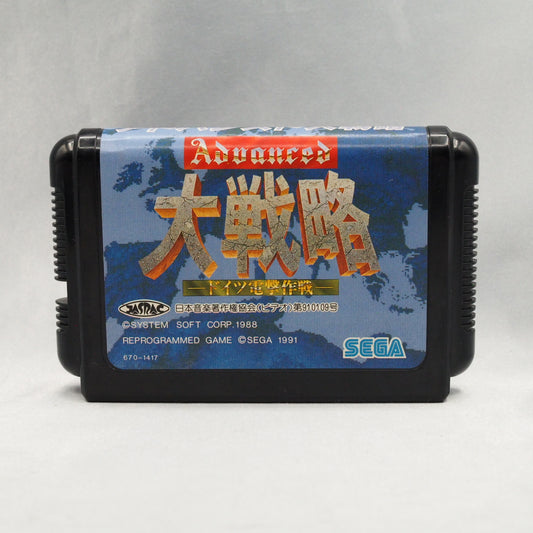 Advanced
大戦略
ドイツ電撃作戦
JASRAC 日本音楽著作権協会(ビデオ)第910109号
©SYSTEM SOFT CORP.1988
REPROGRAMMED GAME ©SEGA 1991
670-1417
SEGA